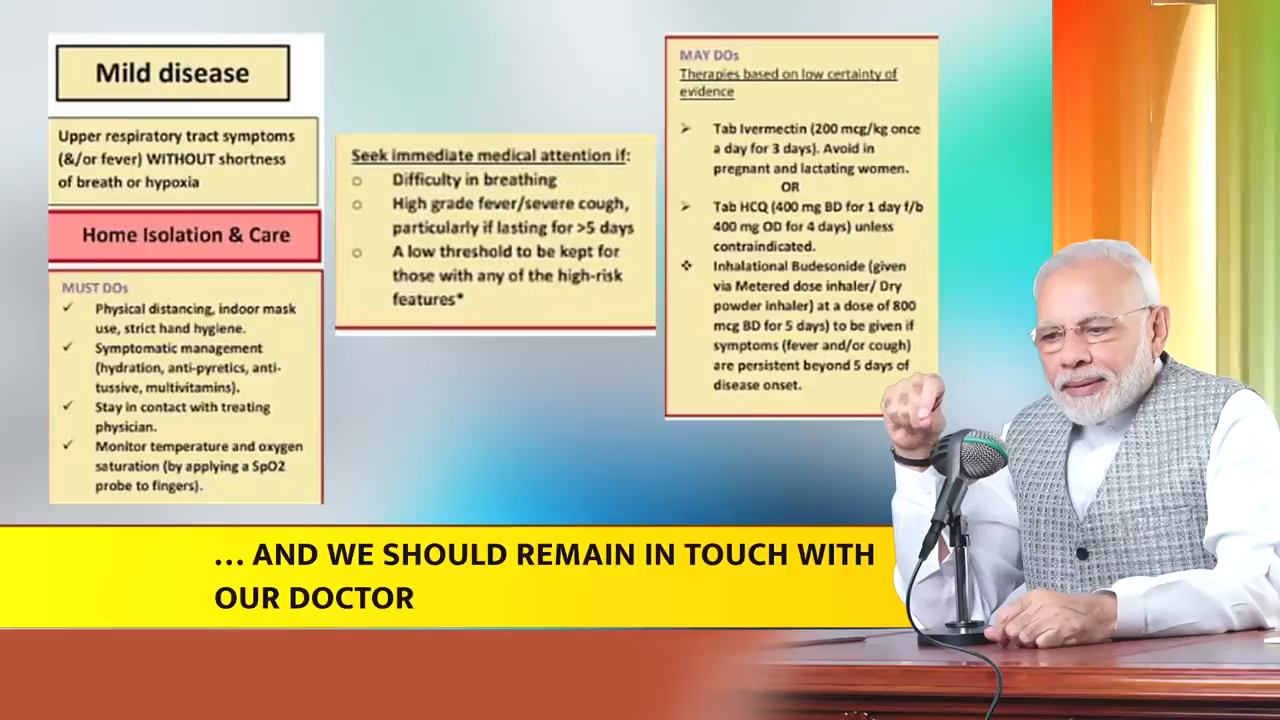 Mild disease
Upper respiratory tract symptoms
(&/or fever) WITHOUT shortness
of breath or hypoxia
Home Isolation & Care
MUST DOs
✓ Physical distancing, indoor mask
use, strict hand hygiene.
✓ Symptomatic management
(hydration, anti-pyretics, anti-
tussive, multivitamins).
✓ Stay in contact with treating
physician.
✓ Monitor temperature and oxygen
saturation (by applying a SpO2
probe to fingers).
Seek immediate medical attention if:
o Difficulty in breathing
o High grade fever/severe cough,
particularly if lasting for >5 days
o A low threshold to be kept for
those with any of the high-risk
features*
MAY DOs
Therapies based on low certainty of
evidence
➢ Tab Ivermectin (200 mcg/kg once
a day for 3 days). Avoid in
pregnant and lactating women.
OR
➢ Tab HCQ (400 mg BD for 1 day f/b
400 mg OD for 4 days) unless
contraindicated.
❖ Inhalational Budesonide (given
via Metered dose inhaler/ Dry
powder inhaler) at a dose of 800
mcg BD for 5 days) to be given if
symptoms (fever and/or cough)
are persistent beyond 5 days of
disease onset.
... AND WE SHOULD REMAIN IN TOUCH WITH
OUR DOCTOR